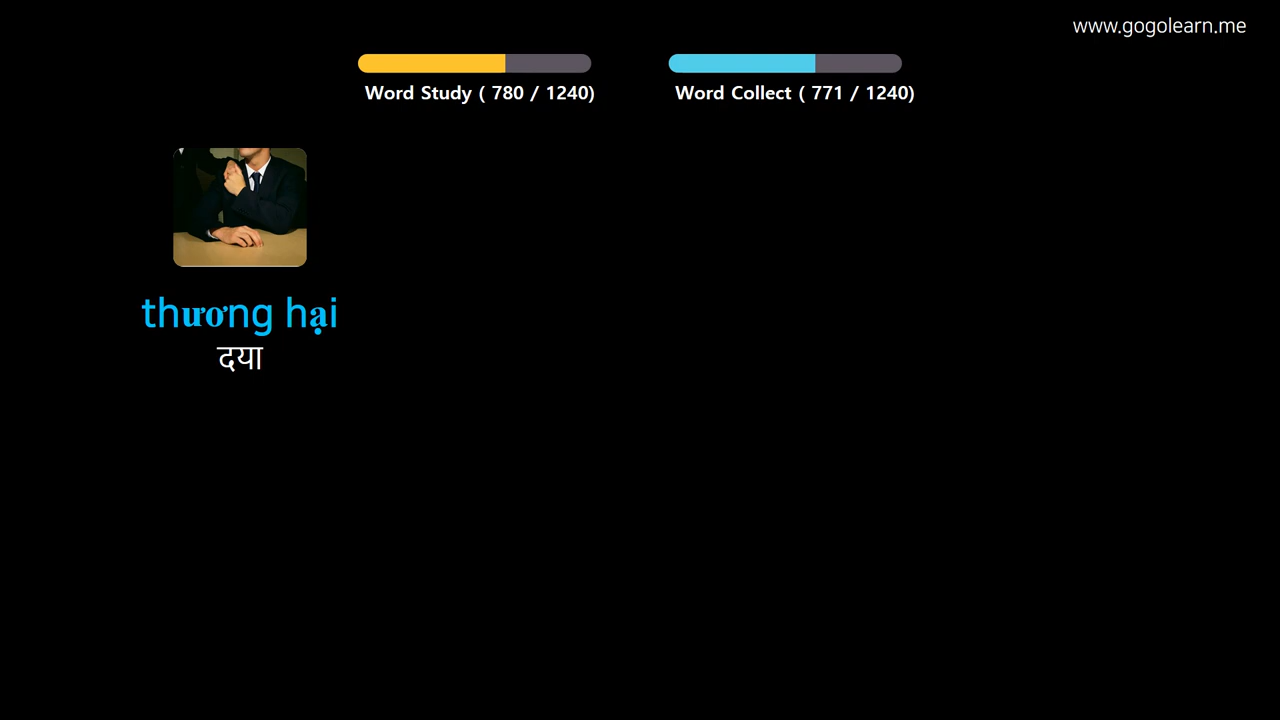 www.gogolearn.me
Word Study ( 780 / 1240)
Word Collect ( 771 / 1240)
thương hại
दया